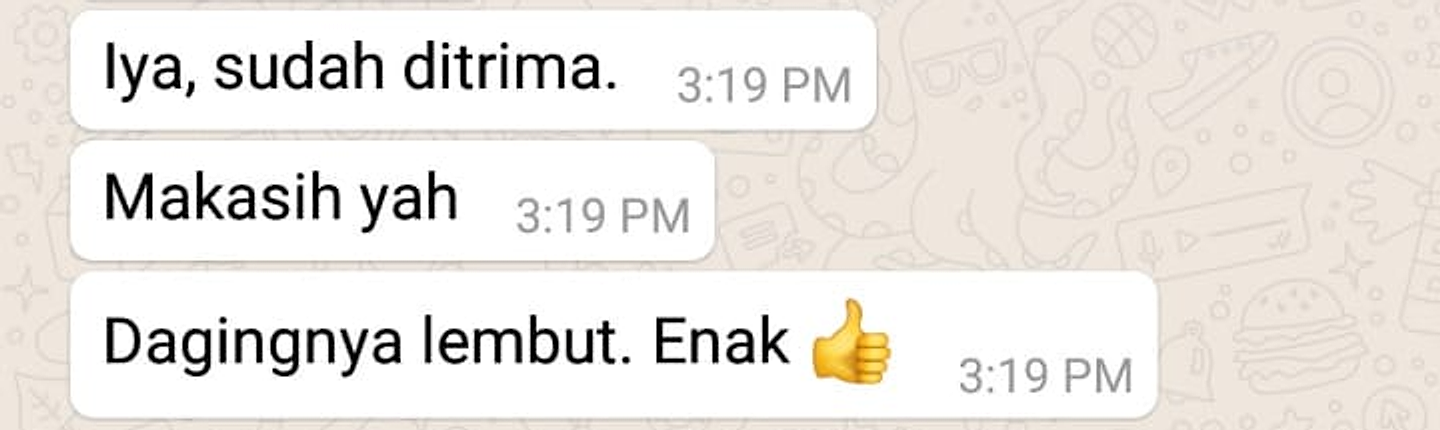 Iya, sudah ditrima. 3:19 PM
Makasih yah 3:19 PM
Dagingnya lembut. Enak 👍 3:19 PM